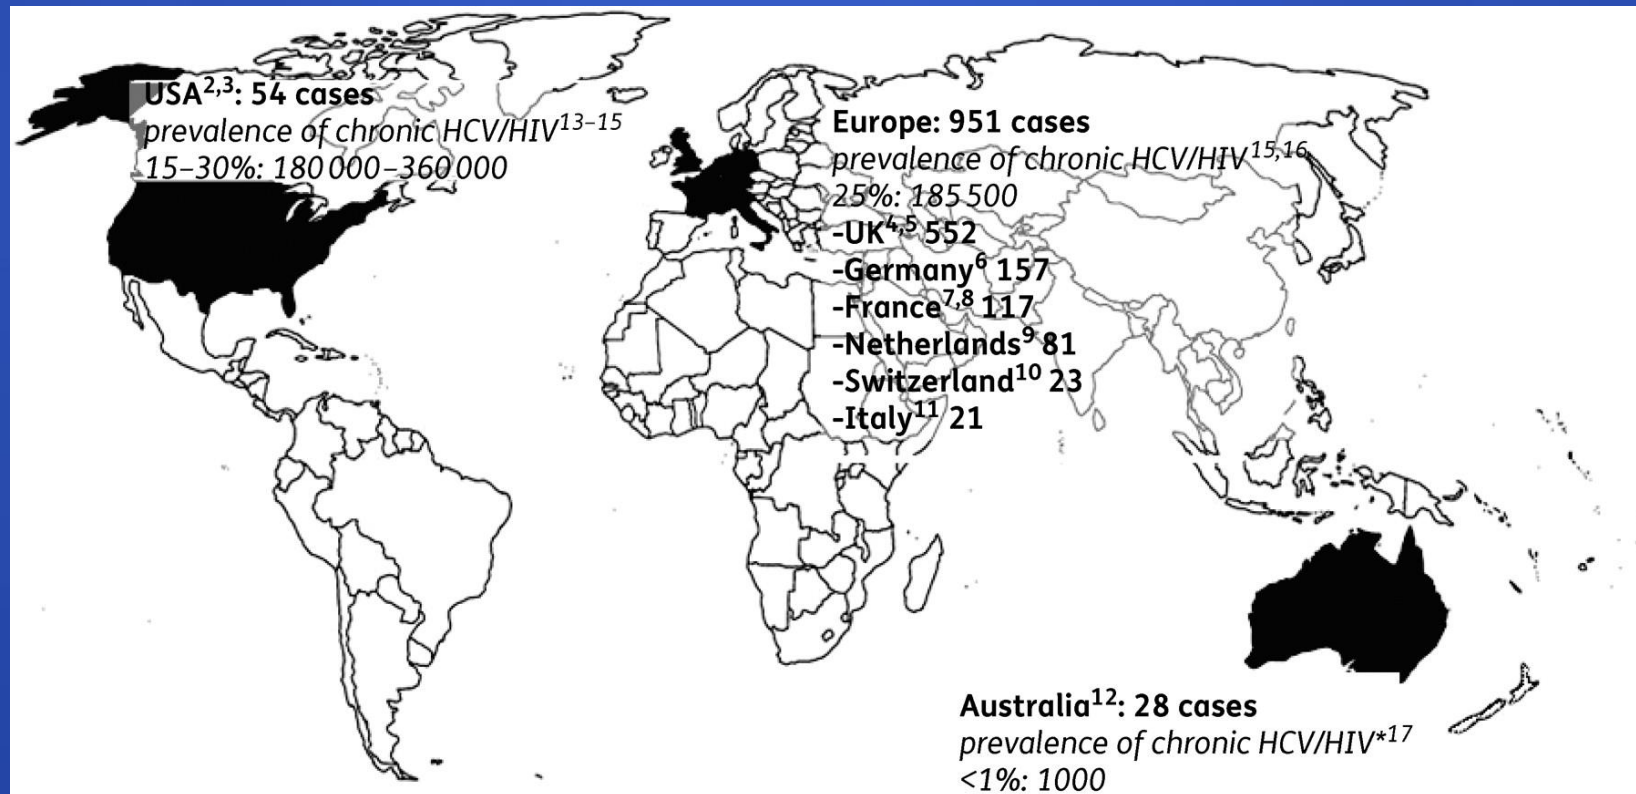 USA2,3: 54 cases
prevalence of chronic HCV/HIV13–15
15–30%: 180 000–360 000
Europe: 951 cases
prevalence of chronic HCV/HIV15,16
25%: 185 500
-UK4,5 552
-Germany6 157
-France7,8 117
-Netherlands9 81
-Switzerland10 23
-Italy11 21
Australia12: 28 cases
prevalence of chronic HCV/HIV*17
<1%: 1000